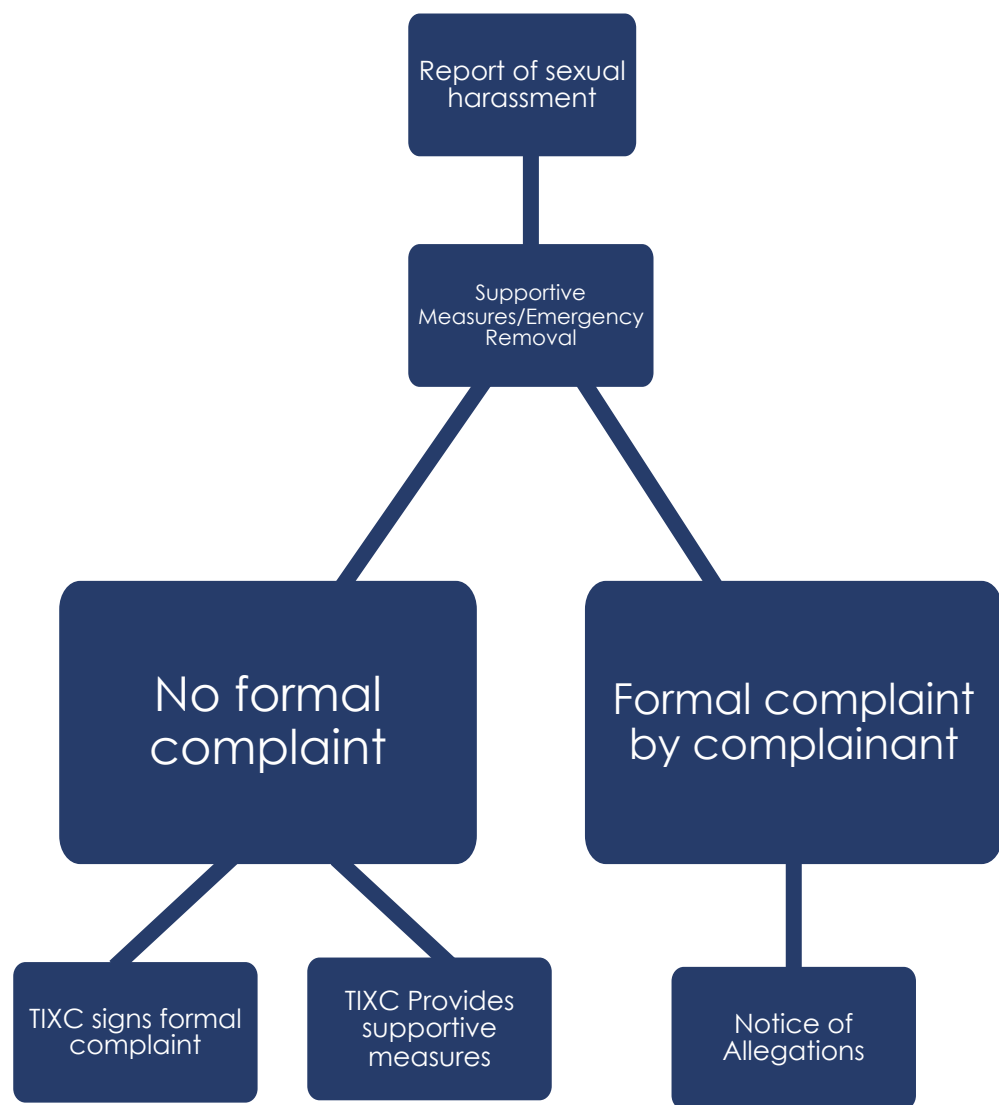 Report of sexual
harassment
Supportive
Measures/Emergency
Removal
No formal
complaint
Formal complaint
by complainant
TIXC signs formal
complaint
TIXC Provides
supportive
measures
Notice of
Allegations